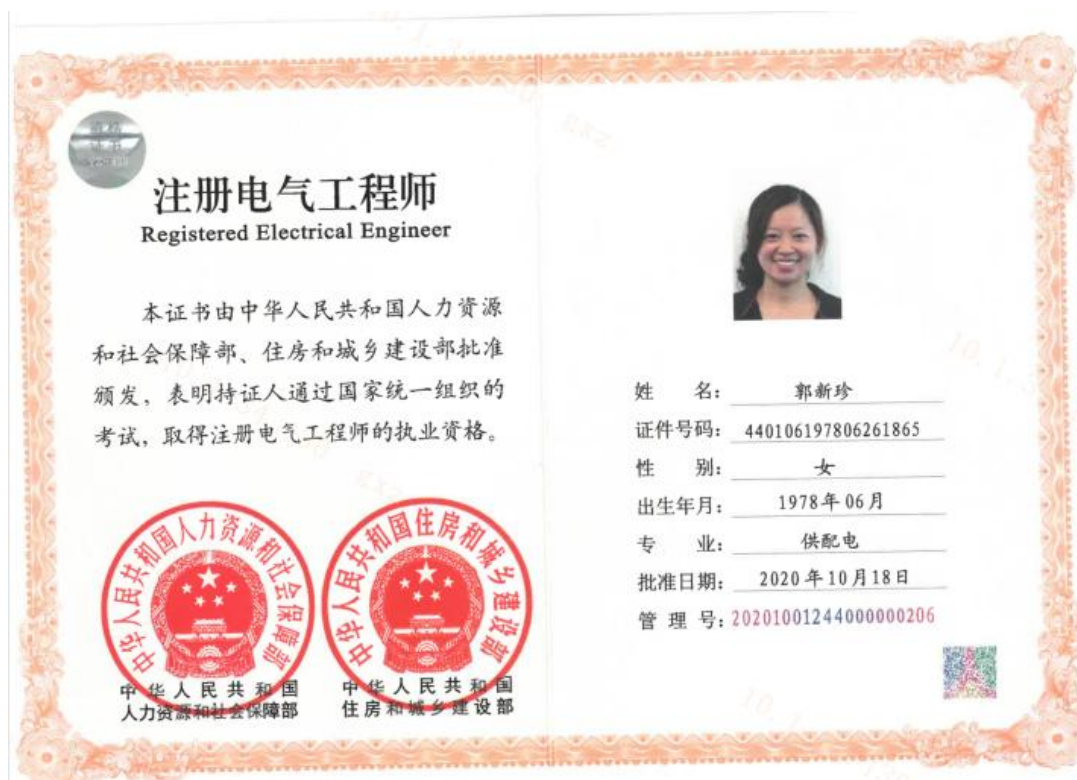 资格
证书
注册电气工程师
Registered Electrical Engineer
本证书由中华人民共和国人力资源
和社会保障部、住房和城乡建设部批准
颁发，表明持证人通过国家统一组织的
考试，取得注册电气工程师的执业资格。
中华人民共和国人力资源和社会保障部
中华人民共和国住房和城乡建设部
中华人民共和国
人力资源和社会保障部
中华人民共和国
住房和城乡建设部
姓 名： 郭新珍
证件号码： 440106197806261865
性 别： 女
出生年月： 1978年06月
专 业： 供配电
批准日期： 2020年10月18日
管 理 号：20201001244000000206